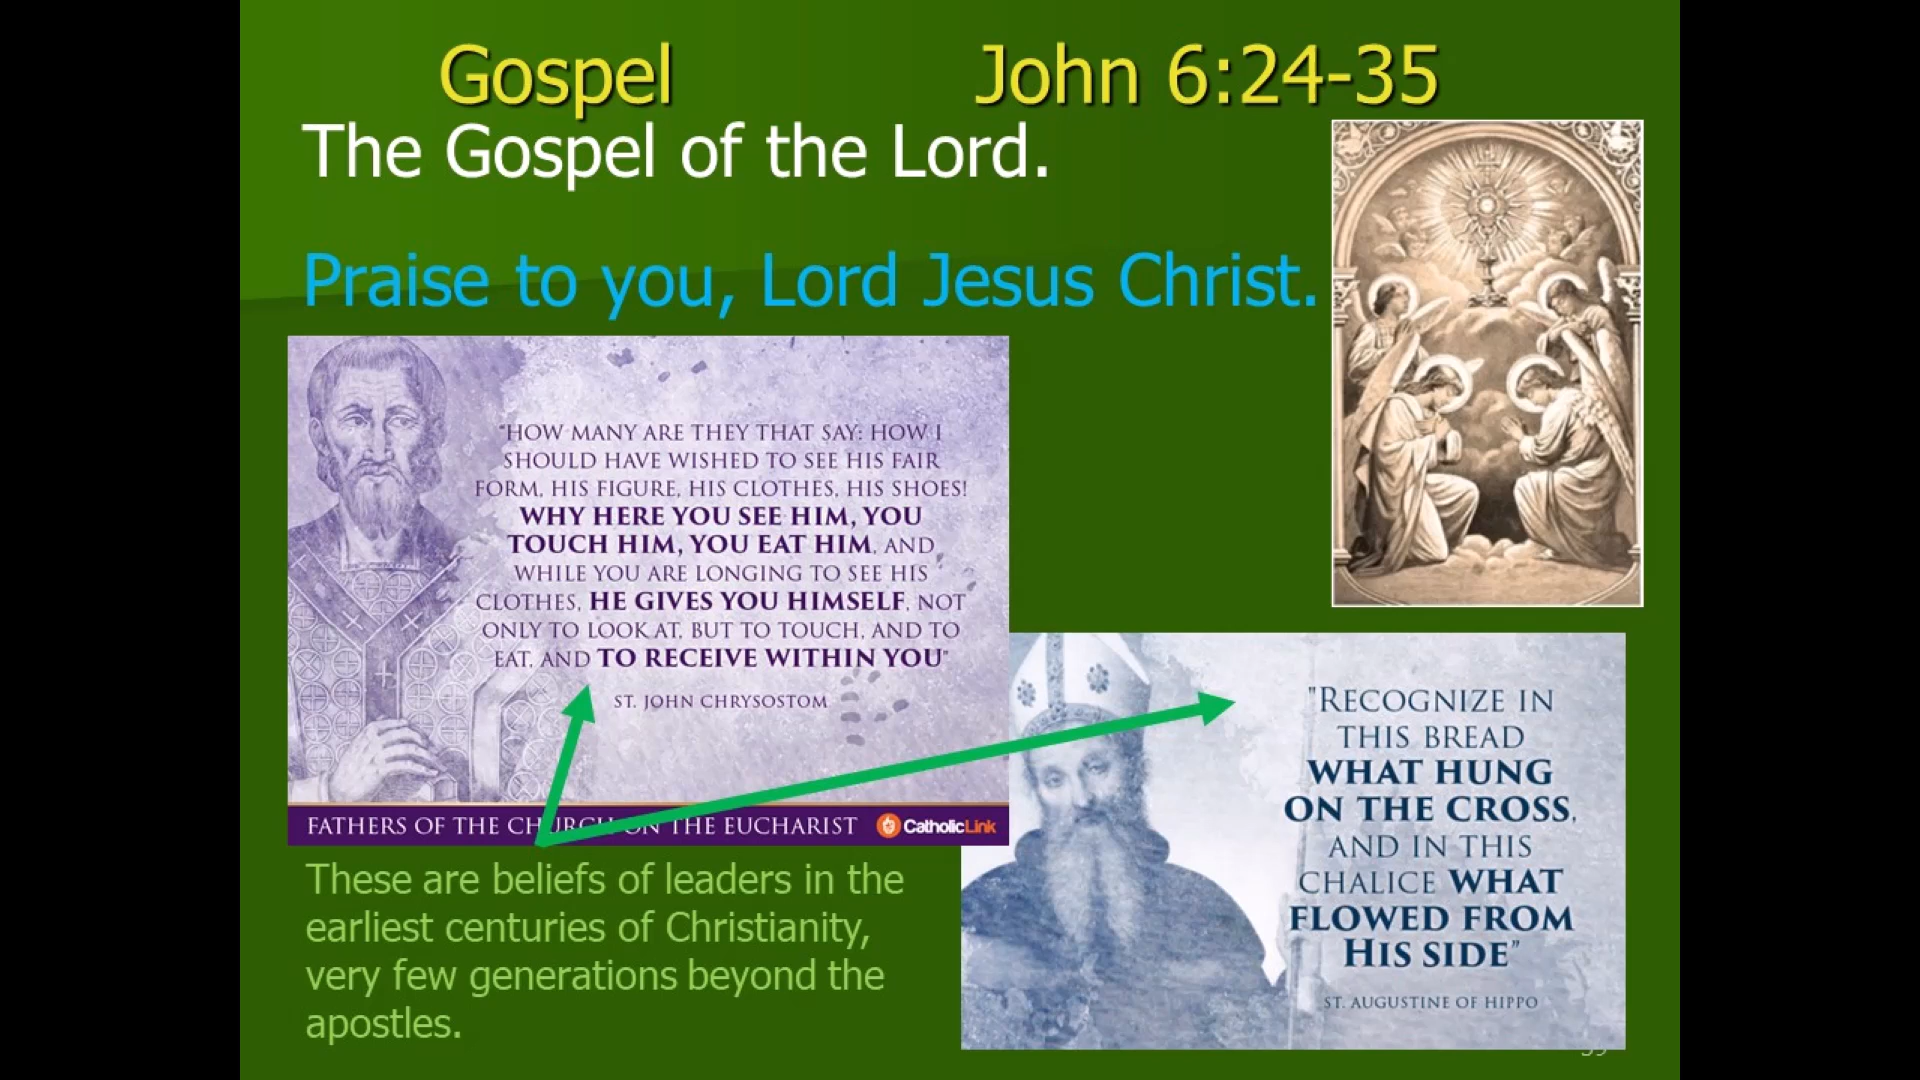 Gospel John 6:24-35
The Gospel of the Lord.
Praise to you, Lord Jesus Christ.
"HOW MANY ARE THEY THAT SAY: HOW I
SHOULD HAVE WISHED TO SEE HIS FAIR
FORM, HIS FIGURE, HIS CLOTHES, HIS SHOES!
WHY HERE YOU SEE HIM, YOU
TOUCH HIM, YOU EAT HIM, AND
WHILE YOU ARE LONGING TO SEE HIS
CLOTHES, HE GIVES YOU HIMSELF, NOT
ONLY TO LOOK AT, BUT TO TOUCH, AND TO
EAT, AND TO RECEIVE WITHIN YOU"
ST. JOHN CHRYSOSTOM
FATHERS OF THE CHURCH ON THE EUCHARIST CatholicLink
"RECOGNIZE IN
THIS BREAD
WHAT HUNG
ON THE CROSS,
AND IN THIS
CHALICE WHAT
FLOWED FROM
HIS SIDE"
ST. AUGUSTINE OF HIPPO
These are beliefs of leaders in the
earliest centuries of Christianity,
very few generations beyond the
apostles.